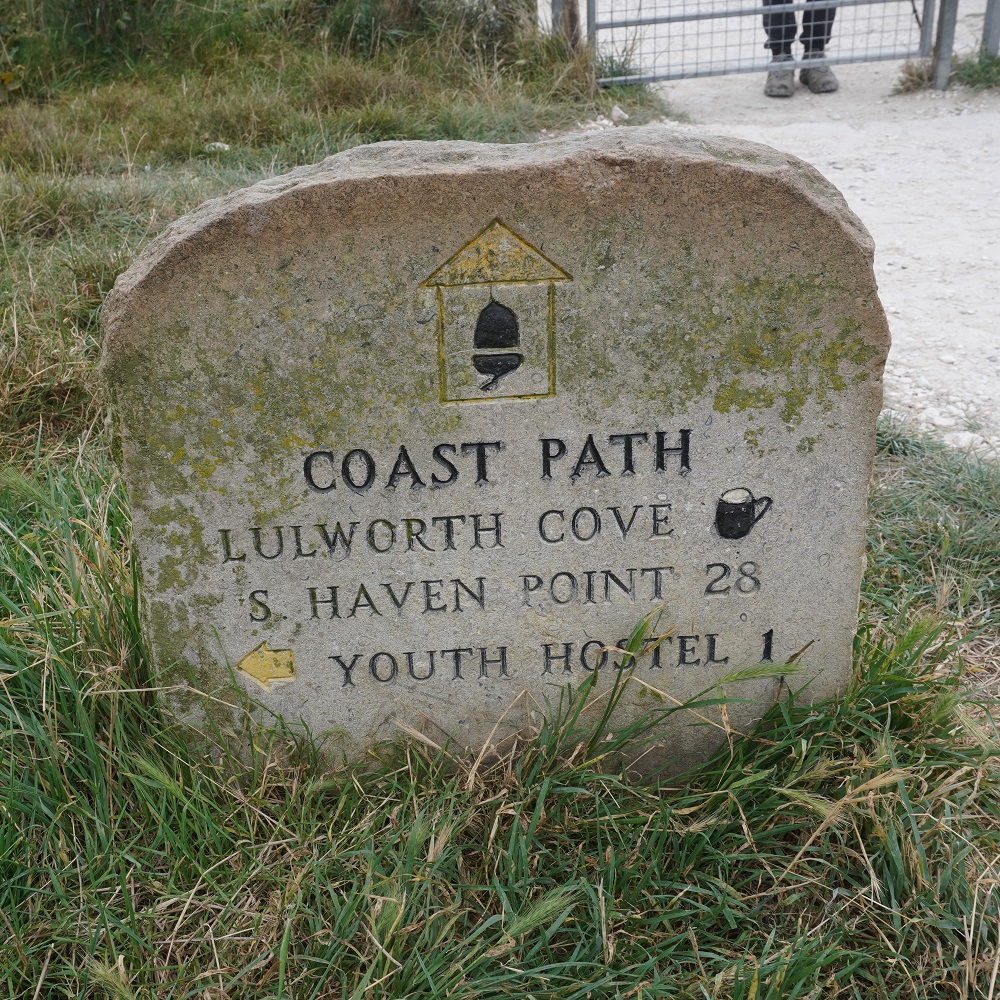 COAST PATH
LULWORTH COVE
S. HAVEN POINT 28
YOUTH HOSTEL 1